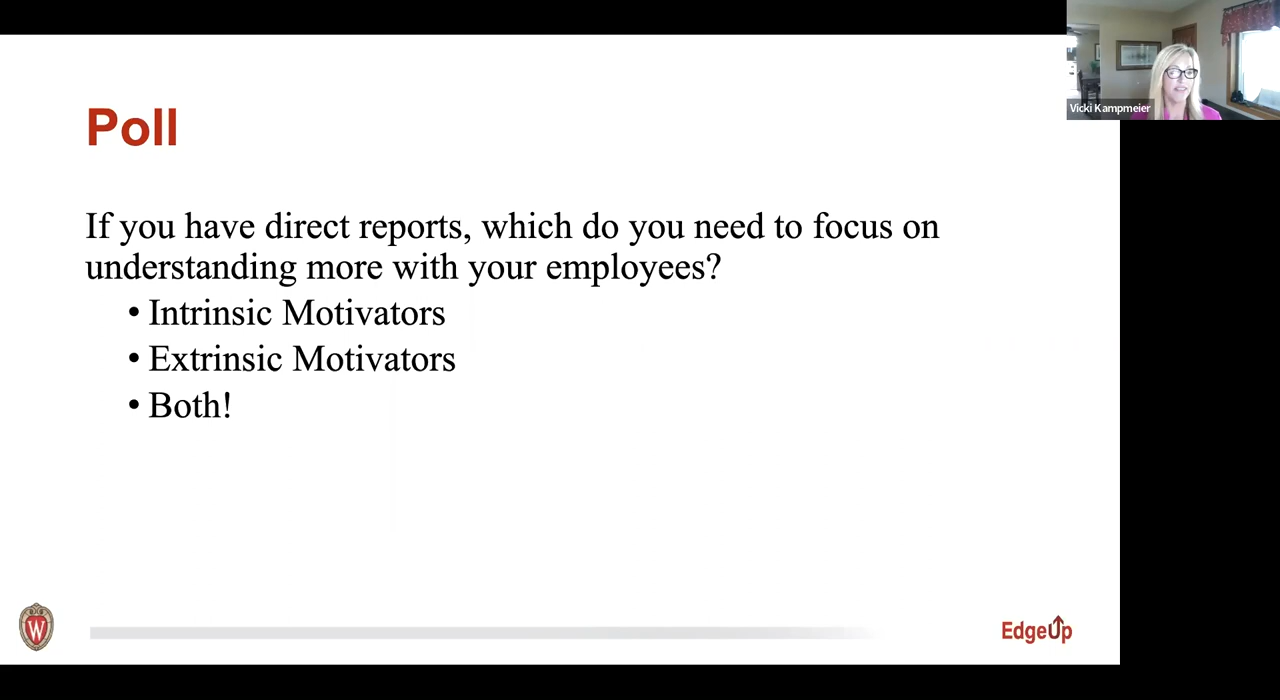 Vicki Kampmeier
Poll
If you have direct reports, which do you need to focus on
understanding more with your employees?
• Intrinsic Motivators
• Extrinsic Motivators
• Both!
W
EdgeUp